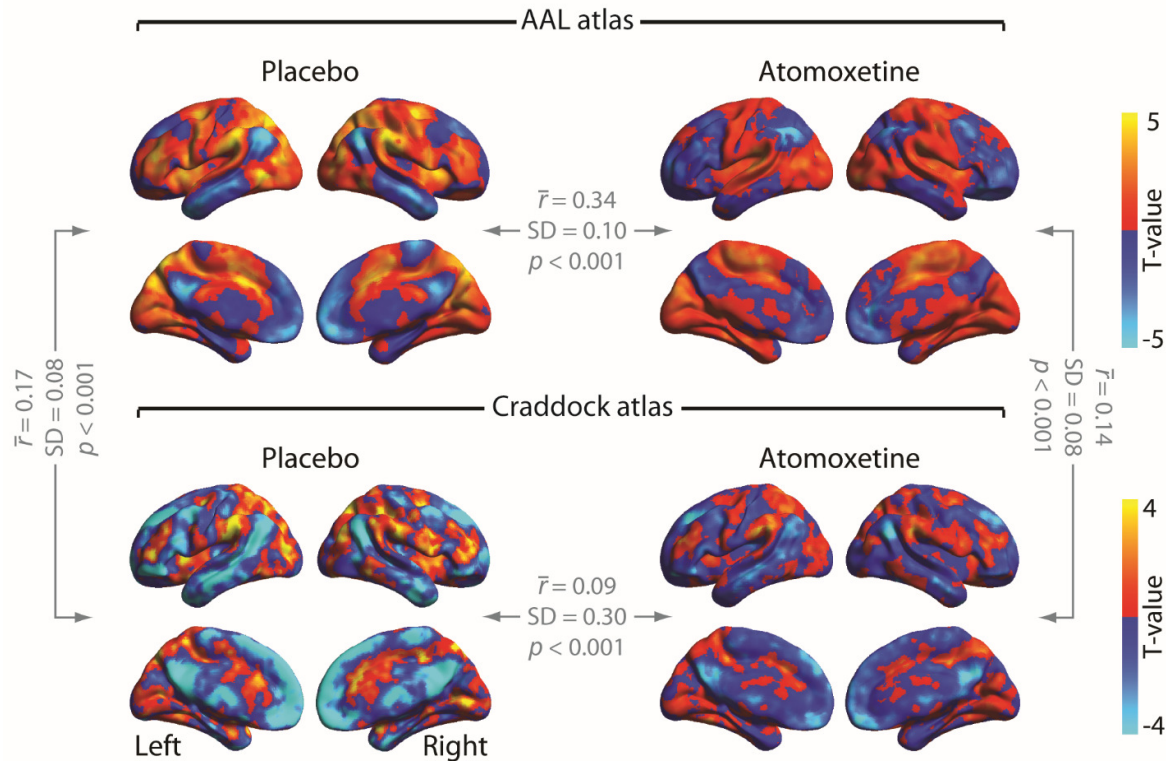 AAL atlas
Placebo
Atomoxetine
r̄ = 0.34
SD = 0.10
p < 0.001
5
T-value
-5
r̄ = 0.17
SD = 0.08
p < 0.001
r̄ = 0.14
SD = 0.08
p < 0.001
Craddock atlas
Placebo
Atomoxetine
r̄ = 0.09
SD = 0.30
p < 0.001
4
T-value
-4
Left
Right